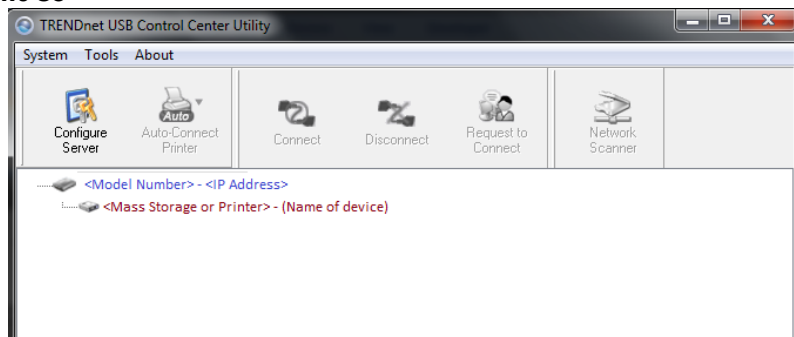 TRENDnet USB Control Center Utility
System Tools About
Configure Server
Auto
Auto-Connect Printer
Connect
Disconnect
Request to Connect
Network Scanner
<Model Number> - <IP Address>
<Mass Storage or Printer> - (Name of device)